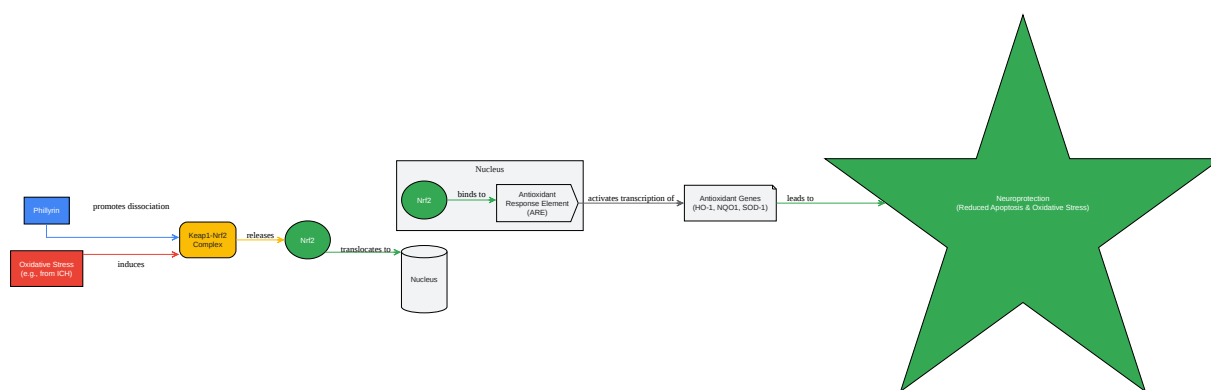 Phillyrin
promotes dissociation
Oxidative Stress
(e.g., from ICH)
induces
Keap1-Nrf2
Complex
releases
Nrf2
translocates to
Nucleus
Nucleus
Nrf2
binds to
Antioxidant
Response Element
(ARE)
activates transcription of
Antioxidant Genes
(HO-1, NQO1, SOD-1)
leads to
Neuroprotection
(Reduced Apoptosis & Oxidative Stress)